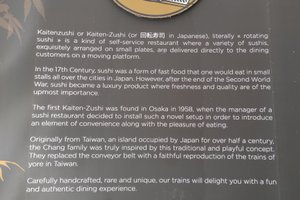 Kaitenzushi or Kaiten-Zushi (or 回転寿司 in Japanese), literally « rotating
sushi » is a kind of self-service restaurant where a variety of sushis,
exquisitely arranged on small plates, are delivered directly to the dining
customers on a moving platform.
In the 17th Century, sushi was a form of fast food that one would eat in small
stalls all over the cities in Japan. However, after the end of the Second World
War, sushi became a luxury product where freshness and quality are of the
upmost importance.
The first Kaiten-Zushi was found in Osaka in 1958, when the manager of a
sushi restaurant decided to install such a novel setup in order to introduce
an element of convenience along with the pleasure of eating.
Originally from Taiwan, an island occupied by Japan for over half a century,
the Chang family was truly inspired by this traditional and playful concept.
They replaced the conveyor belt with a faithful reproduction of the trains of
yore in Taiwan.
Carefully handcrafted, rare and unique, our trains will delight you with a fun
and authentic dining experience.